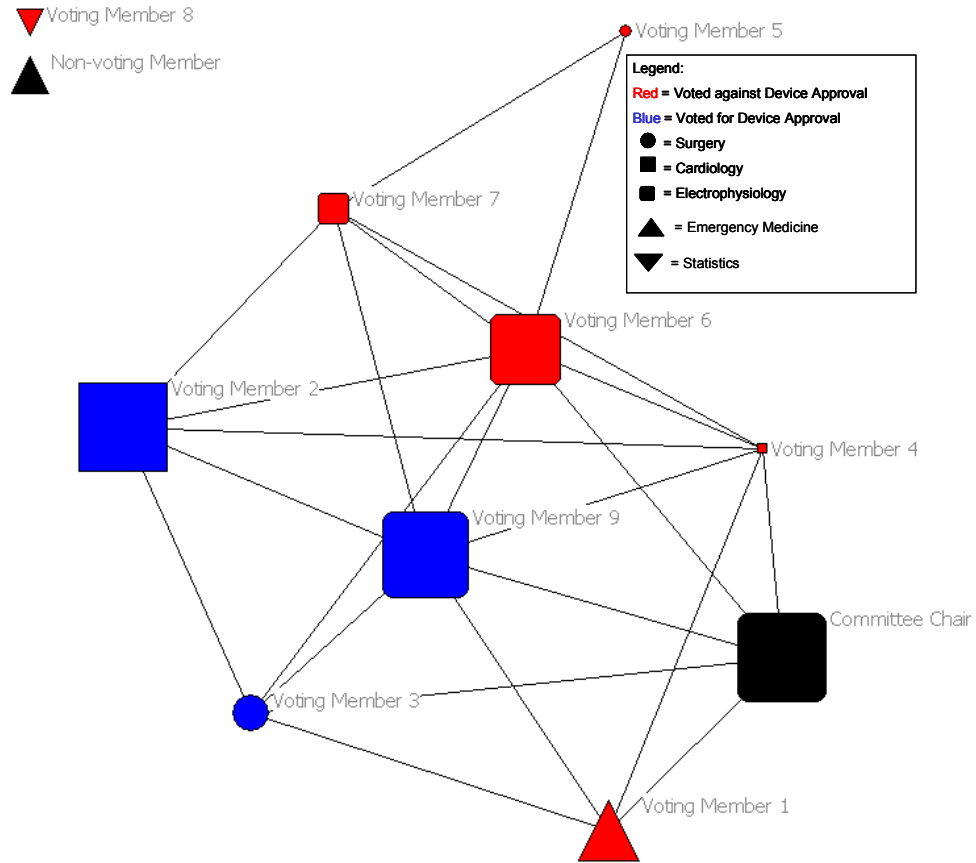 Voting Member 8
Non-voting Member
Voting Member 5
Legend:
Red = Voted against Device Approval
Blue = Voted for Device Approval
= Surgery
= Cardiology
= Electrophysiology
= Emergency Medicine
= Statistics
Voting Member 7
Voting Member 6
Voting Member 2
Voting Member 4
Voting Member 9
Committee Chair
Voting Member 3
Voting Member 1